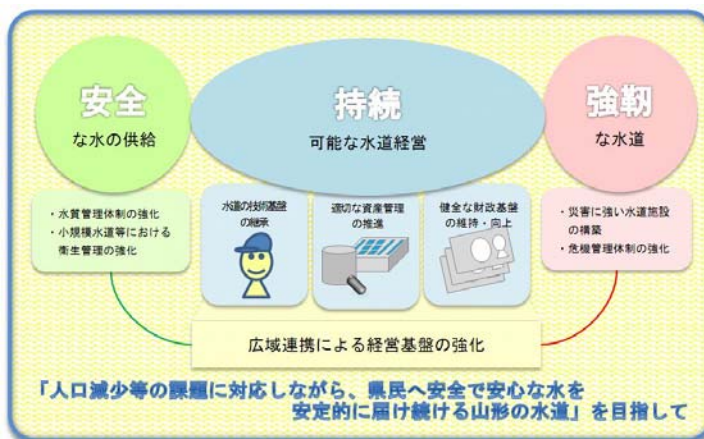 安全
な水の供給
持続
可能な水道経営
強靭
な水道
・水質管理体制の強化
・小規模水道等における
衛生管理の強化
水道の技術基盤
の継承
適切な資産管理
の推進
健全な財政基盤
の維持・向上
・災害に強い水道施設
の構築
・危機管理体制の強化
広域連携による経営基盤の強化
「人口減少等の課題に対応しながら、県民へ安全で安心な水を
安定的に届け続ける山形の水道」を目指して